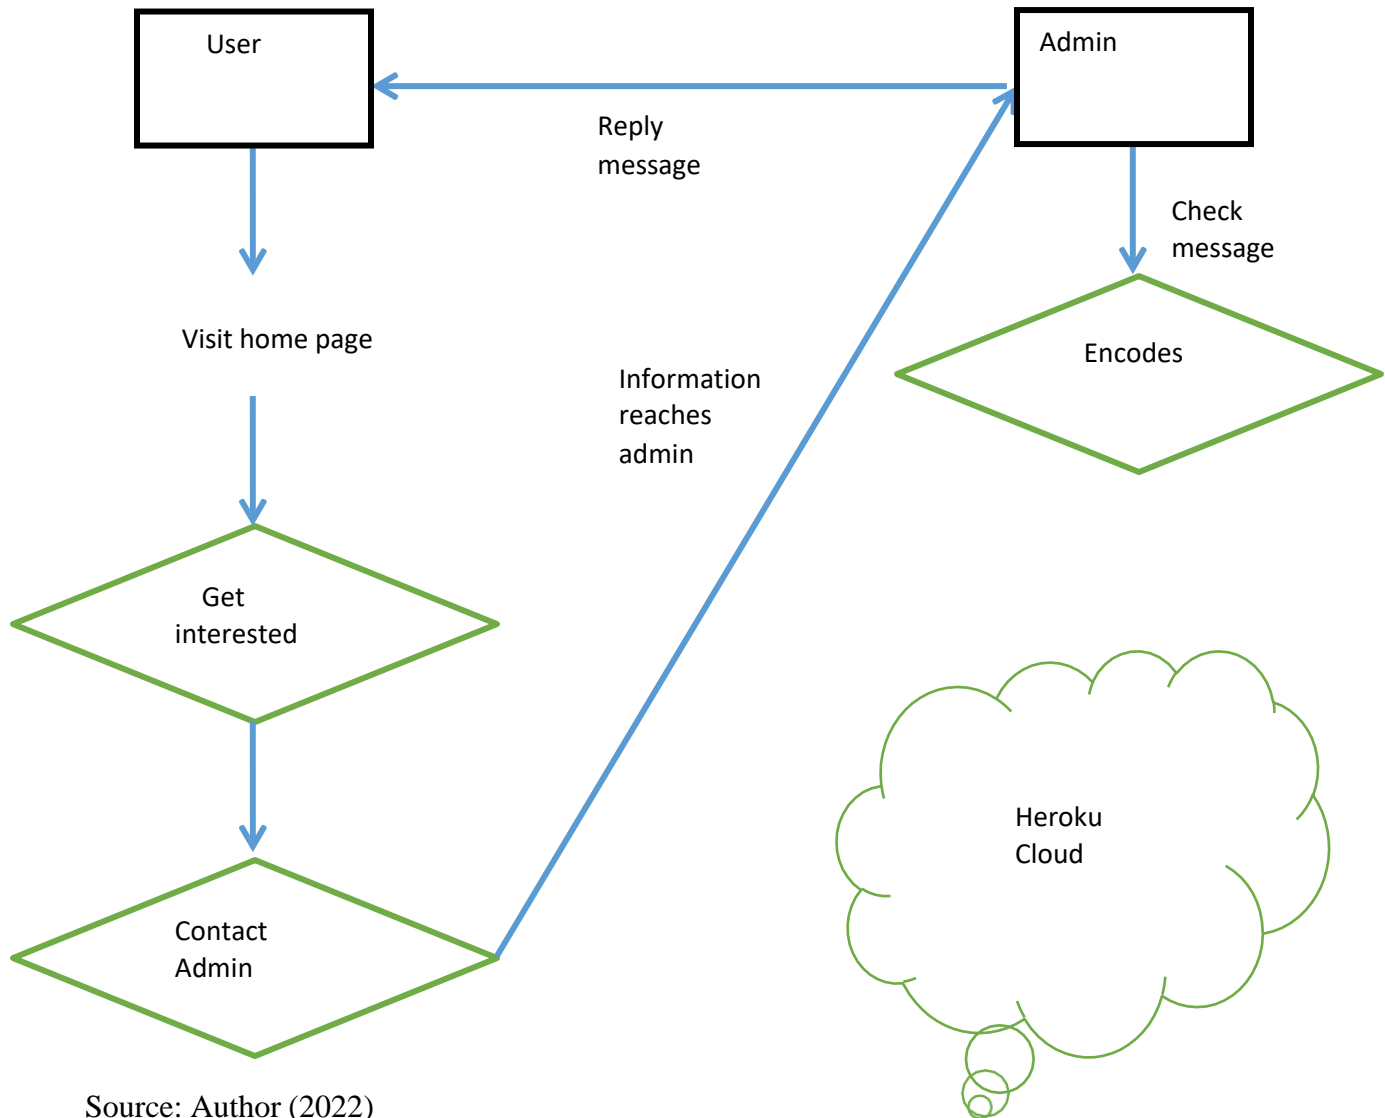 User
Admin
Reply
message
Check
message
Visit home page
Encodes
Information
reaches
admin
Get
interested
Heroku
Cloud
Contact
Admin
Source: Author (2022)